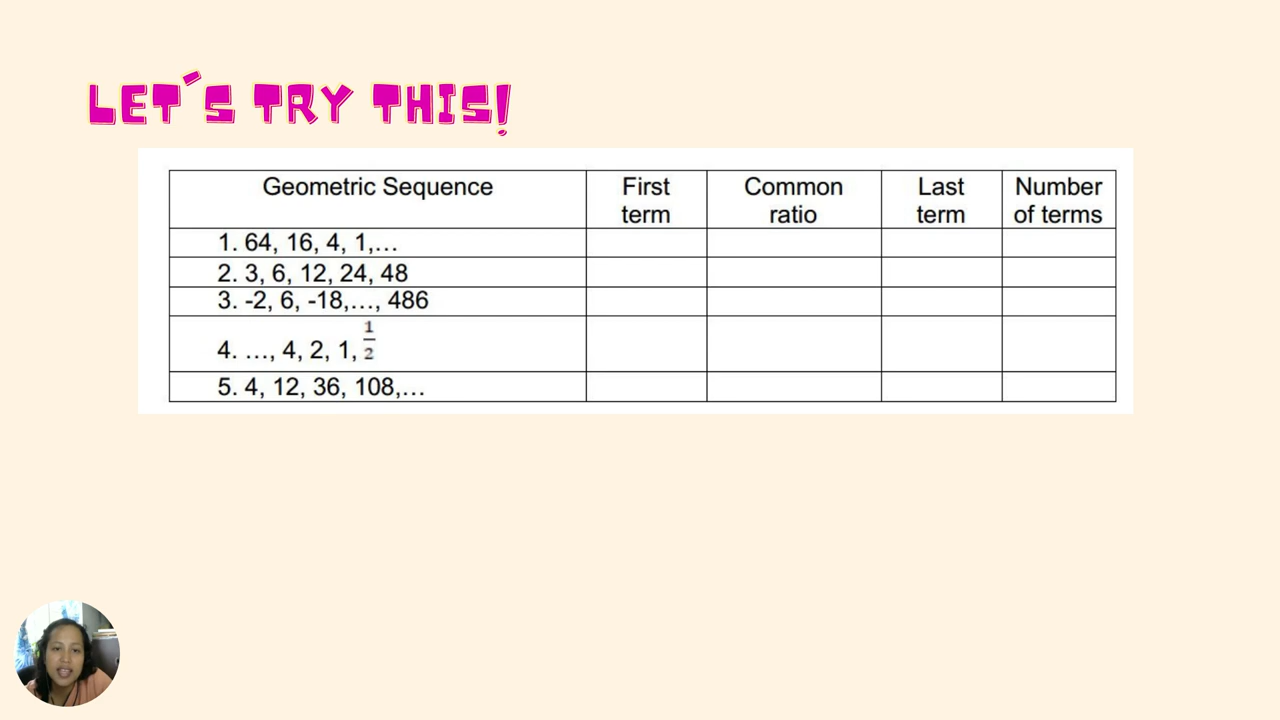 LET'S TRY THIS!
Geometric Sequence First term Common ratio Last term Number of terms
1. 64, 16, 4, 1,...
2. 3, 6, 12, 24, 48
3. -2, 6, -18,..., 486
4. ..., 4, 2, 1, 1/2
5. 4, 12, 36, 108,...